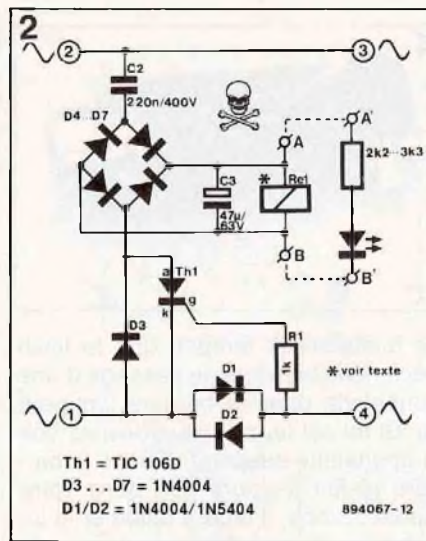 2
2
3
C2
220n/400V
D4...D7
A
A'
2k2...3k3
C3
47µ/
63V
*
Re1
B
B'
a
Th1
g
k
D3
R1
1k
D1
D2
* voir texte
1
4
Th1 = TIC 106D
D3 ... D7 = 1N4004
D1/D2 = 1N4004/1N5404
894067-12